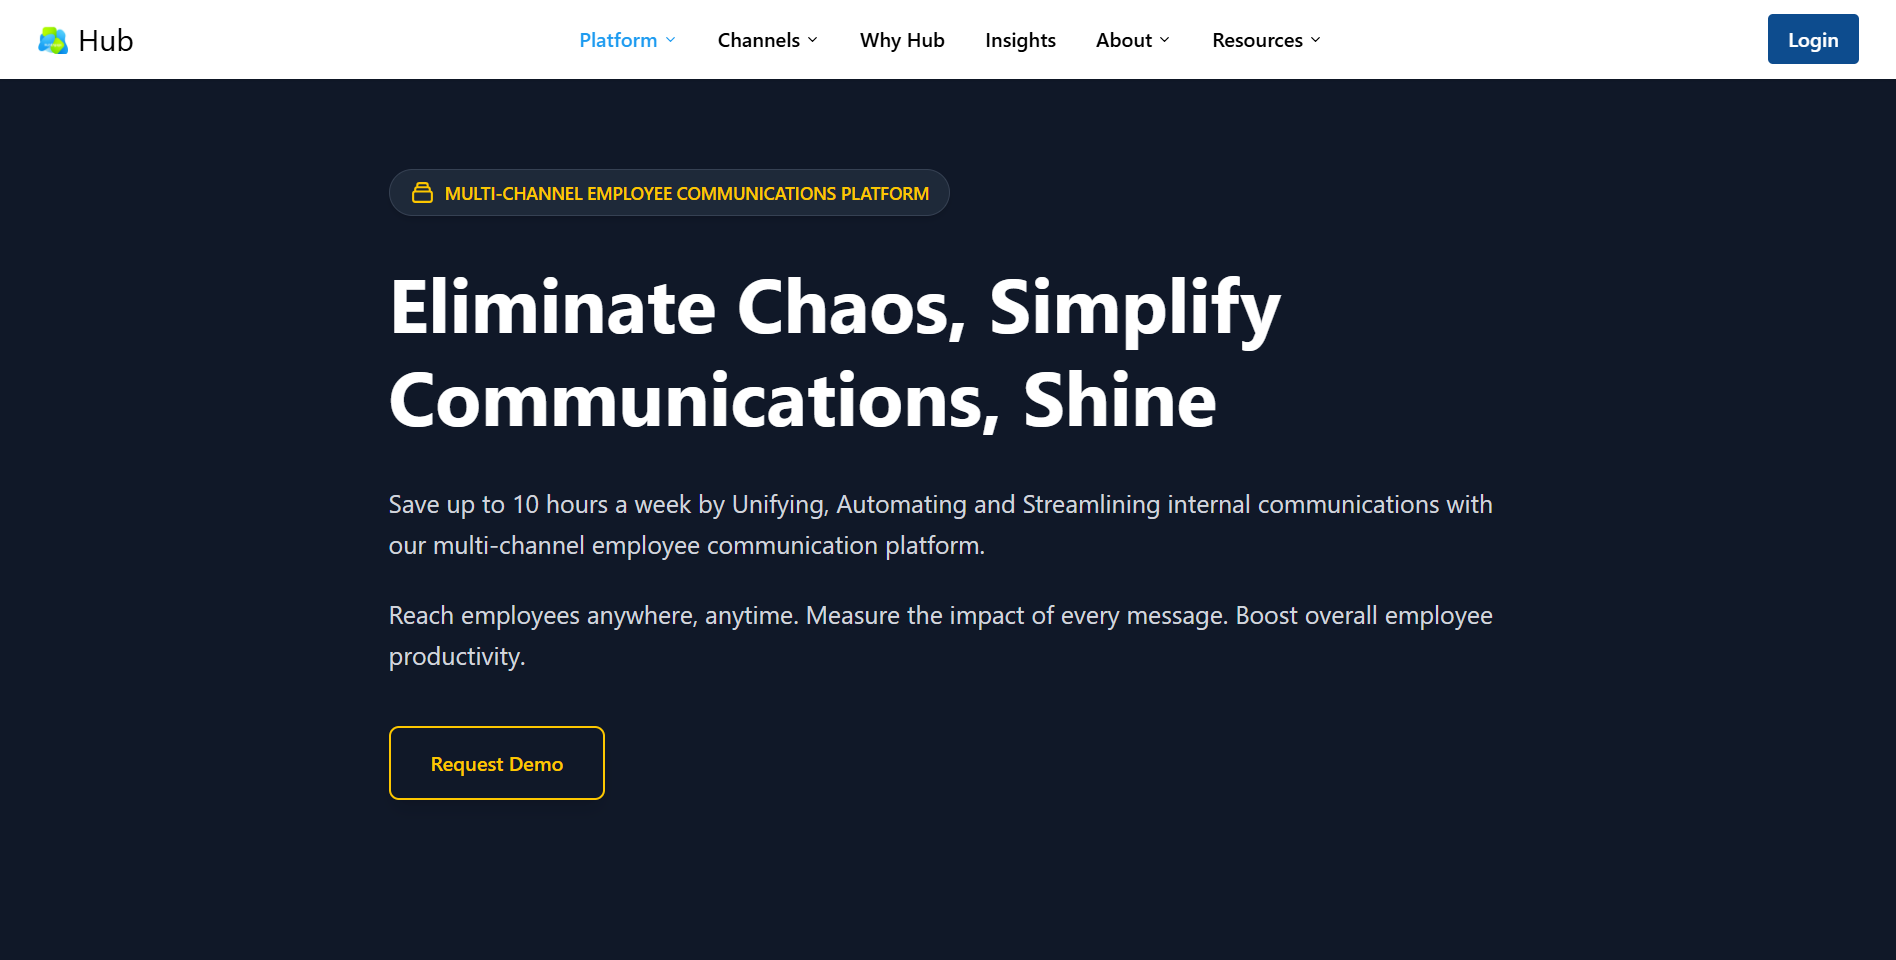 Hub
Platform
Channels
Why Hub
Insights
About
Resources
Login
MULTI-CHANNEL EMPLOYEE COMMUNICATIONS PLATFORM
Eliminate Chaos, Simplify
Communications, Shine
Save up to 10 hours a week by Unifying, Automating and Streamlining internal communications with
our multi-channel employee communication platform.
Reach employees anywhere, anytime. Measure the impact of every message. Boost overall employee
productivity.
Request Demo